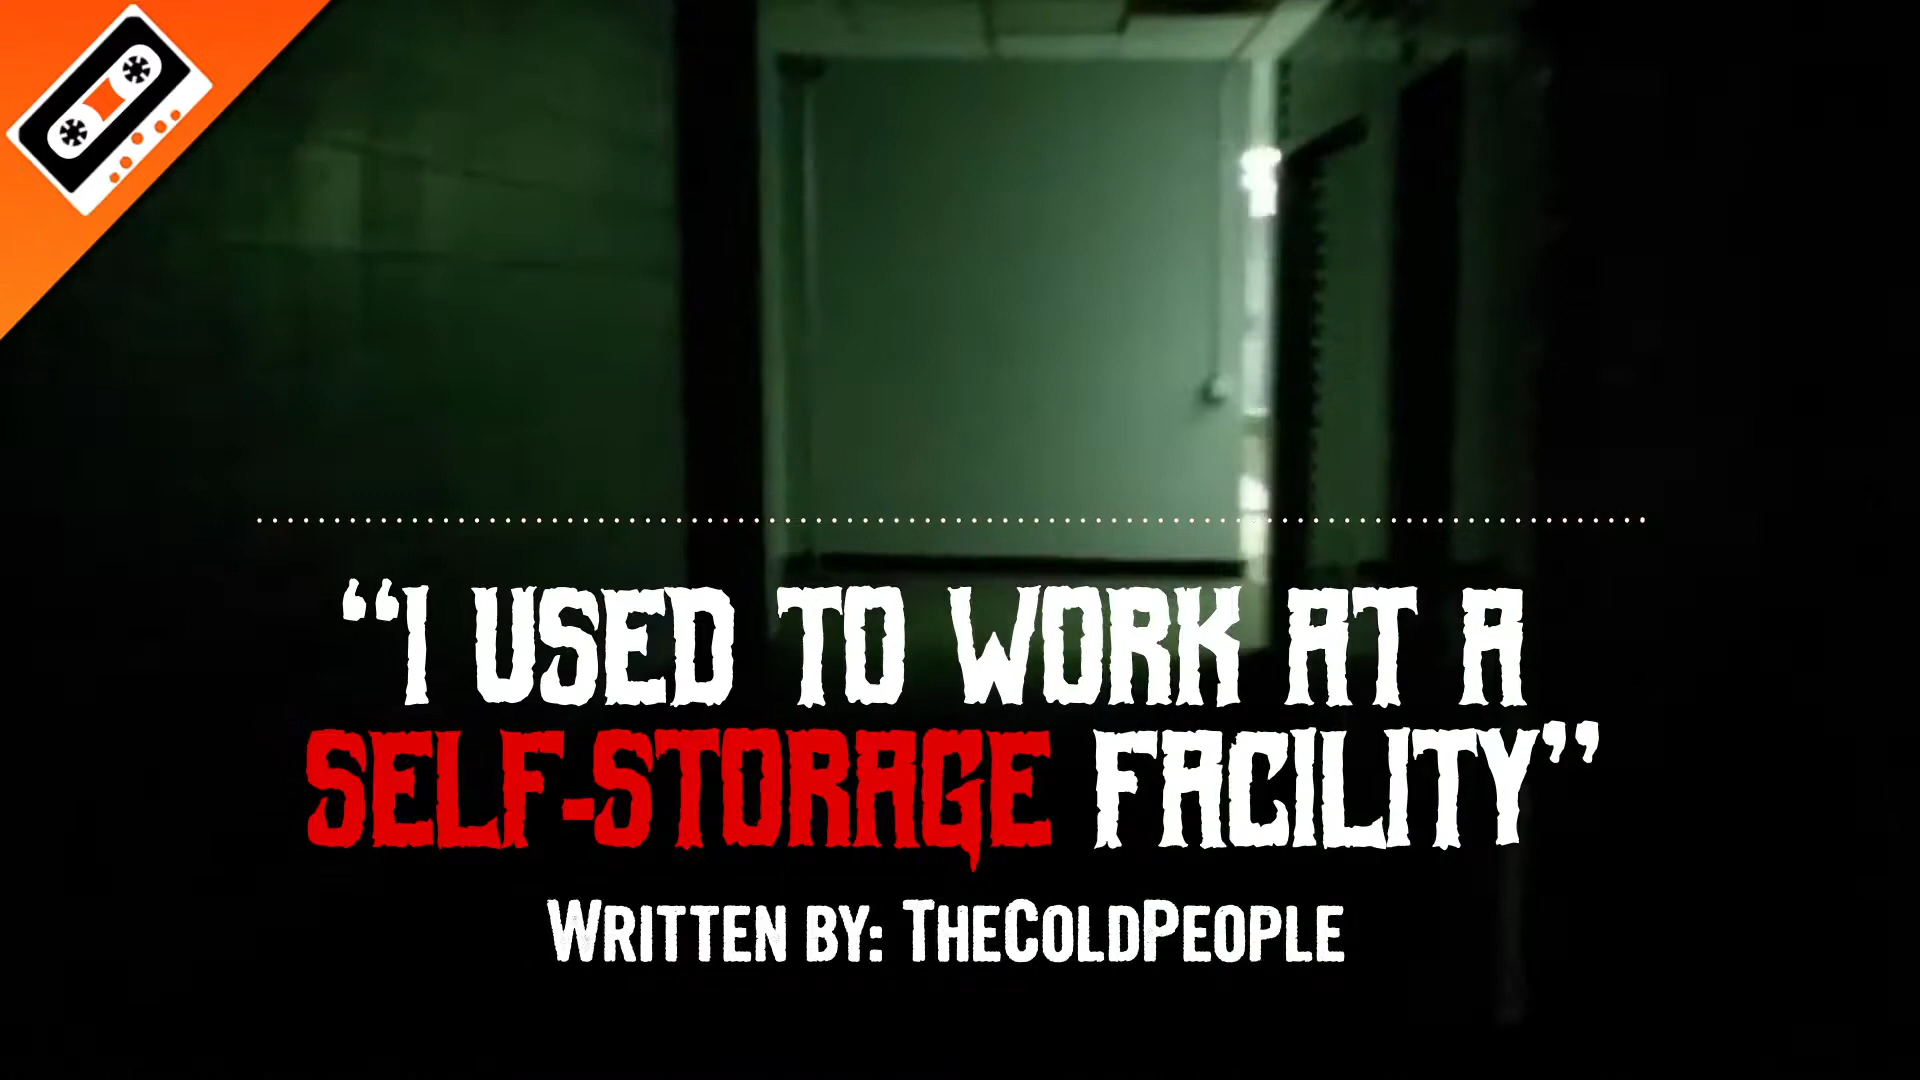 “I USED TO WORK AT A
SELF-STORAGE FACILITY”
WRITTEN BY: THECOLDPEOPLE